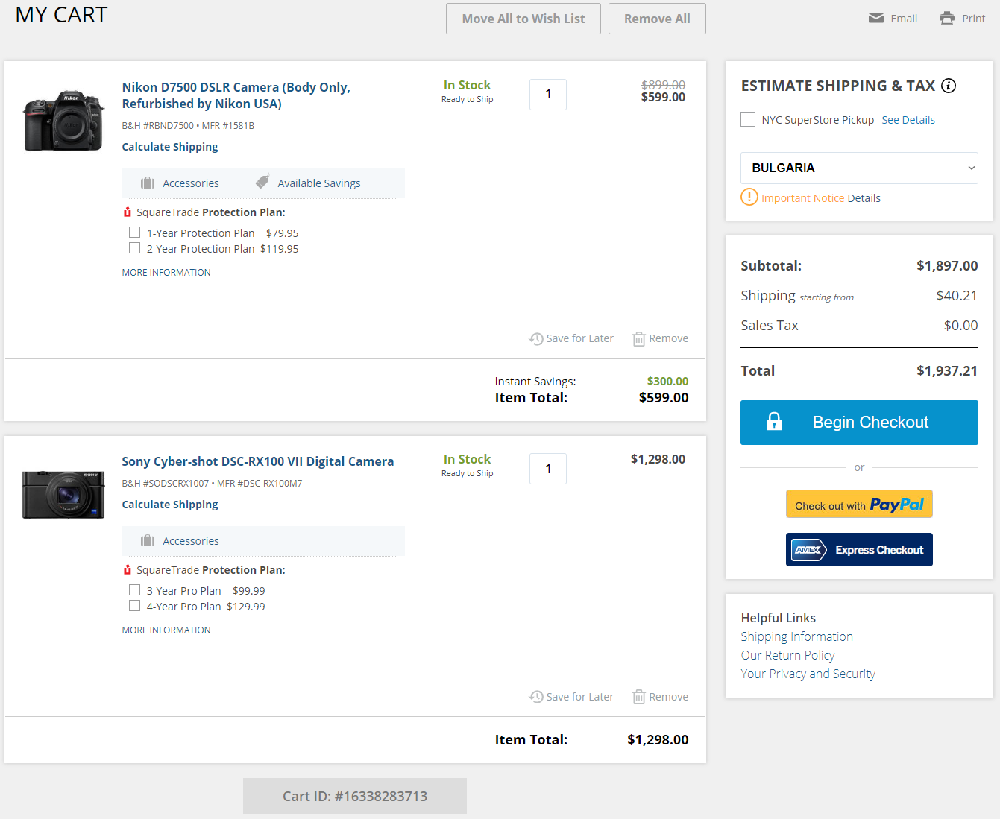 MY CART
Move All to Wish List
Remove All
Email
Print
Nikon D7500 DSLR Camera (Body Only,
Refurbished by Nikon USA)
B&H #RBND7500 • MFR #1581B
Calculate Shipping
In Stock
Ready to Ship
1
$899.00
$599.00
Nikon
Accessories
Available Savings
SquareTrade Protection Plan:
1-Year Protection Plan $79.95
2-Year Protection Plan $119.95
MORE INFORMATION
Save for Later
Remove
Instant Savings: $300.00
Item Total: $599.00
Sony Cyber-shot DSC-RX100 VII Digital Camera
B&H #SODSCRX1007 • MFR #DSC-RX100M7
Calculate Shipping
In Stock
Ready to Ship
1
$1,298.00
SONY
Accessories
SquareTrade Protection Plan:
3-Year Pro Plan $99.99
4-Year Pro Plan $129.99
MORE INFORMATION
Save for Later
Remove
Item Total: $1,298.00
Cart ID: #16338283713
ESTIMATE SHIPPING & TAX
NYC SuperStore Pickup See Details
BULGARIA
Important Notice Details
Subtotal: $1,897.00
Shipping starting from $40.21
Sales Tax $0.00
Total $1,937.21
Begin Checkout
or
Check out with PayPal
AMEX Express Checkout
Helpful Links
Shipping Information
Our Return Policy
Your Privacy and Security